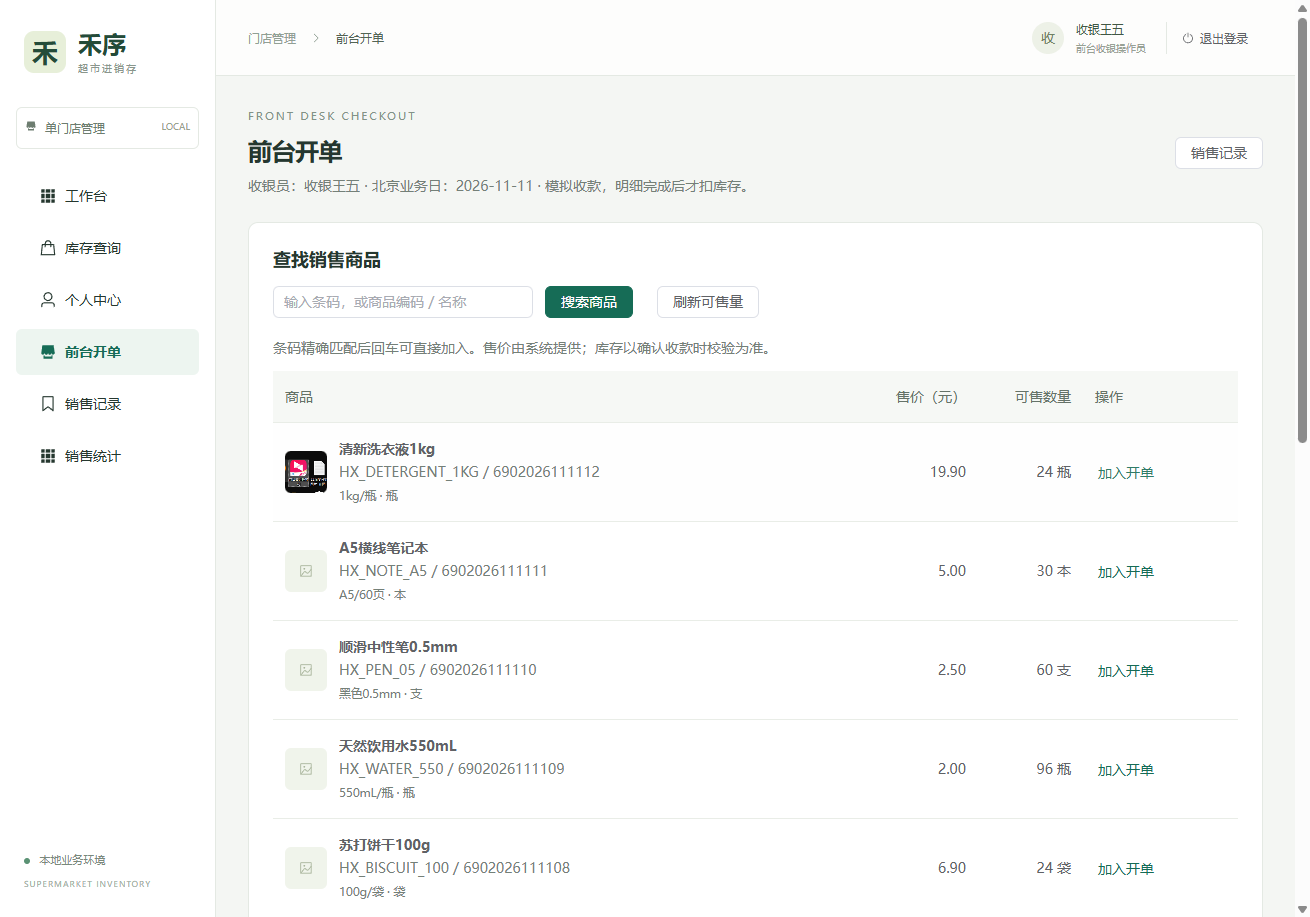 禾
禾序
超市进销存
单门店管理 LOCAL
工作台
库存查询
个人中心
前台开单
销售记录
销售统计
本地业务环境
SUPERMARKET INVENTORY
门店管理 > 前台开单
收
收银王五
前台收银操作员
退出登录
FRONT DESK CHECKOUT
前台开单
收银员：收银王五 · 北京业务日：2026-11-11 · 模拟收款，明细完成后才扣库存。
销售记录
查找销售商品
输入条码，或商品编码 / 名称
搜索商品
刷新可售量
条码精确匹配后回车可直接加入。售价由系统提供；库存以确认收款时校验为准。
商品 售价（元） 可售数量 操作
清新洗衣液1kg
HX_DETERGENT_1KG / 6902026111112 19.90 24 瓶 加入开单
1kg/瓶 · 瓶
A5横线笔记本
HX_NOTE_A5 / 6902026111111 5.00 30 本 加入开单
A5/60页 · 本
顺滑中性笔0.5mm
HX_PEN_05 / 6902026111110 2.50 60 支 加入开单
黑色0.5mm · 支
天然饮用水550mL
HX_WATER_550 / 6902026111109 2.00 96 瓶 加入开单
550mL/瓶 · 瓶
苏打饼干100g
HX_BISCUIT_100 / 6902026111108 6.90 24 袋 加入开单
100g/袋 · 袋